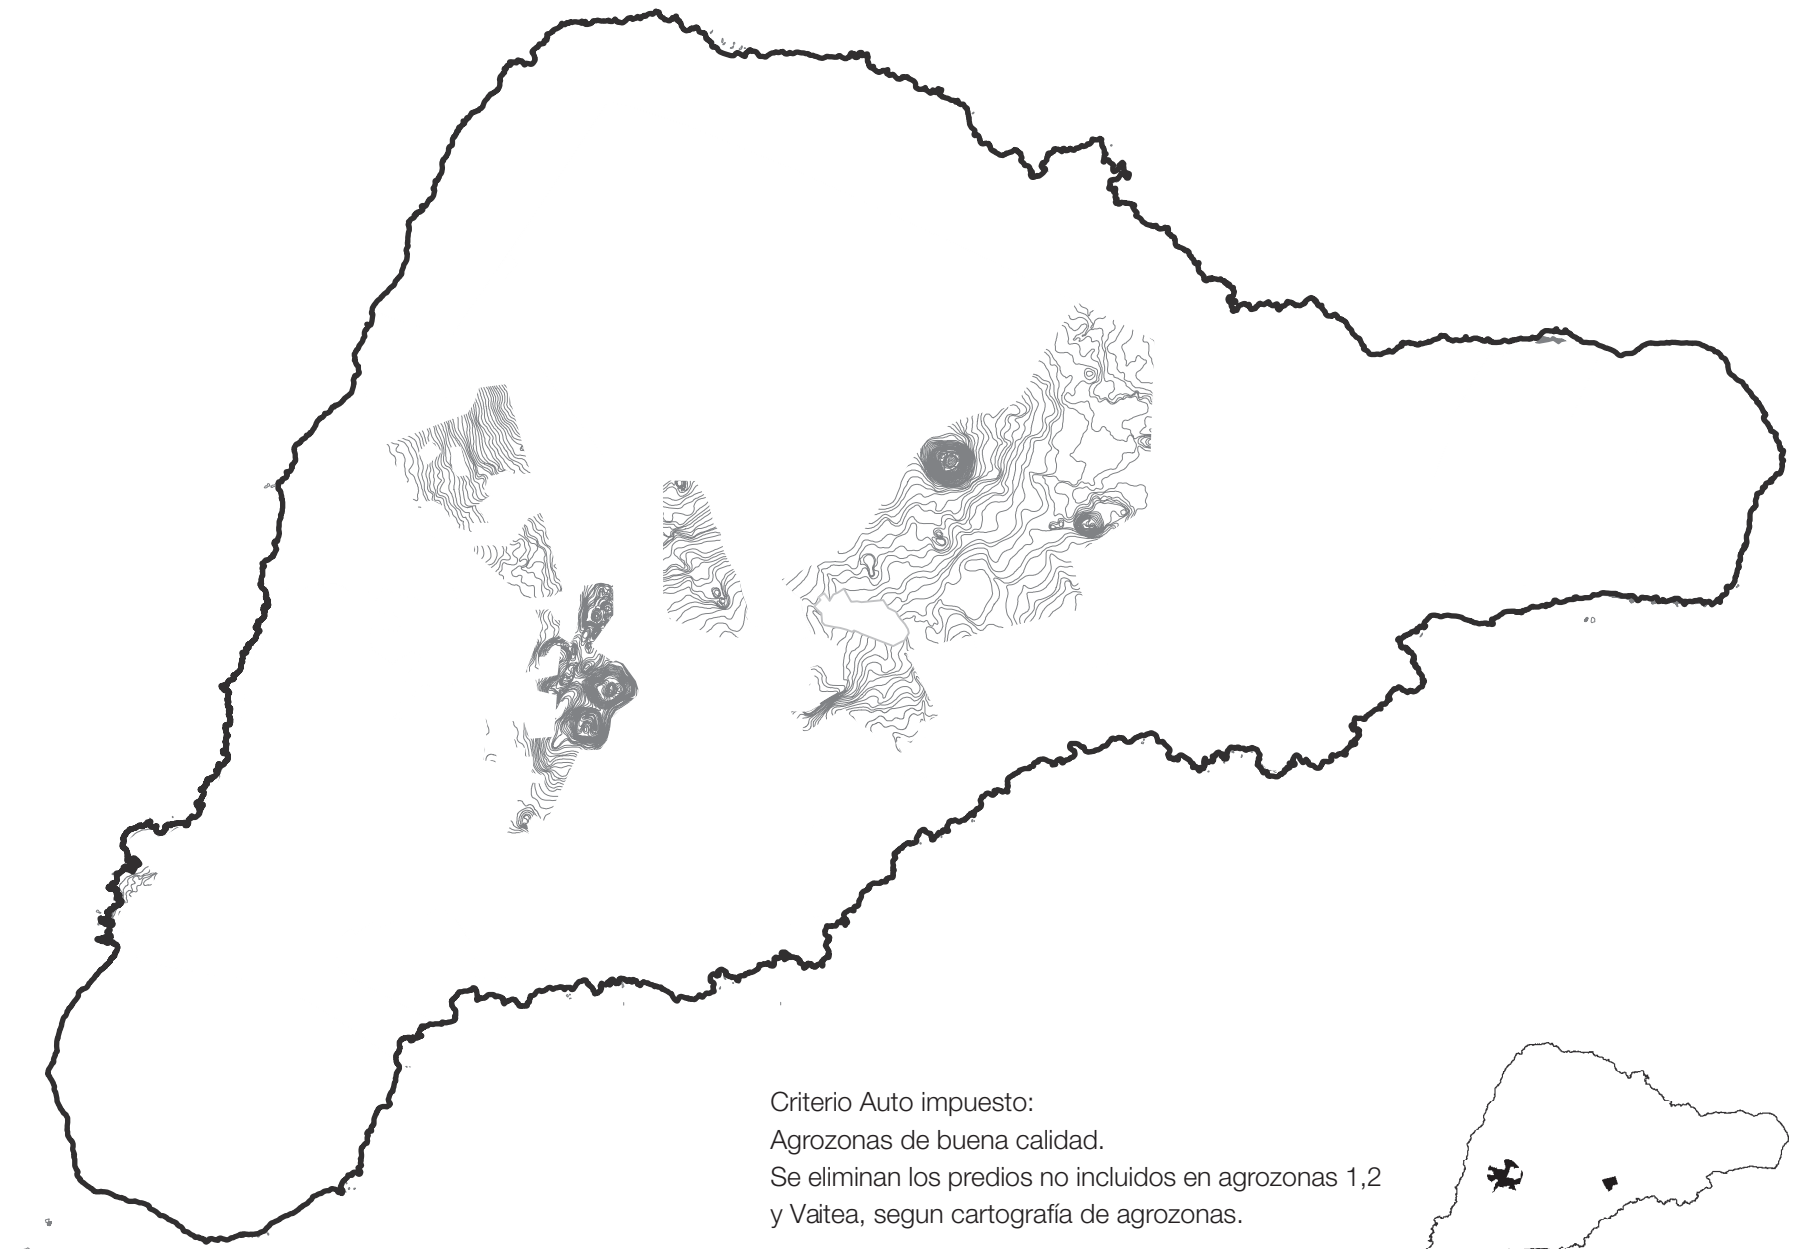 Criterio Auto impuesto:
Agrozonas de buena calidad.
Se eliminan los predios no incluidos en agrozonas 1,2
y Vaitea, segun cartografía de agrozonas.